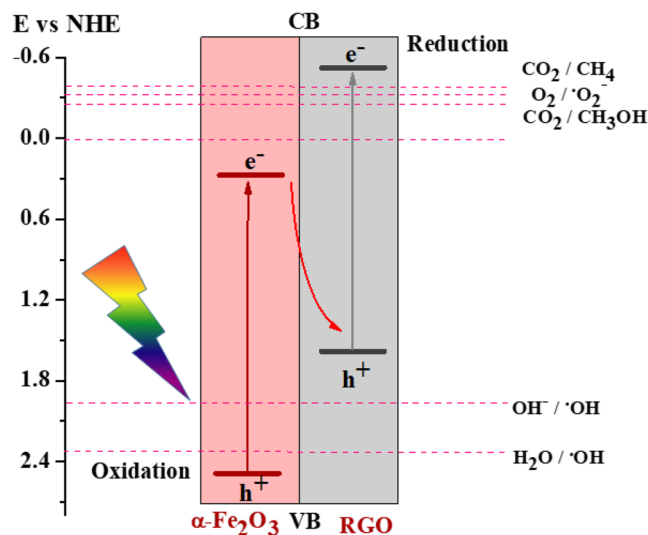 E vs NHE
CB
Reduction
-0.6
e⁻
CO₂ / CH₄
O₂ / ·O₂⁻
CO₂ / CH₃OH
0.0
e⁻
0.6
1.2
1.8
h⁺
OH⁻ / ·OH
2.4
Oxidation
H₂O / ·OH
h⁺
α-Fe₂O₃
VB
RGO